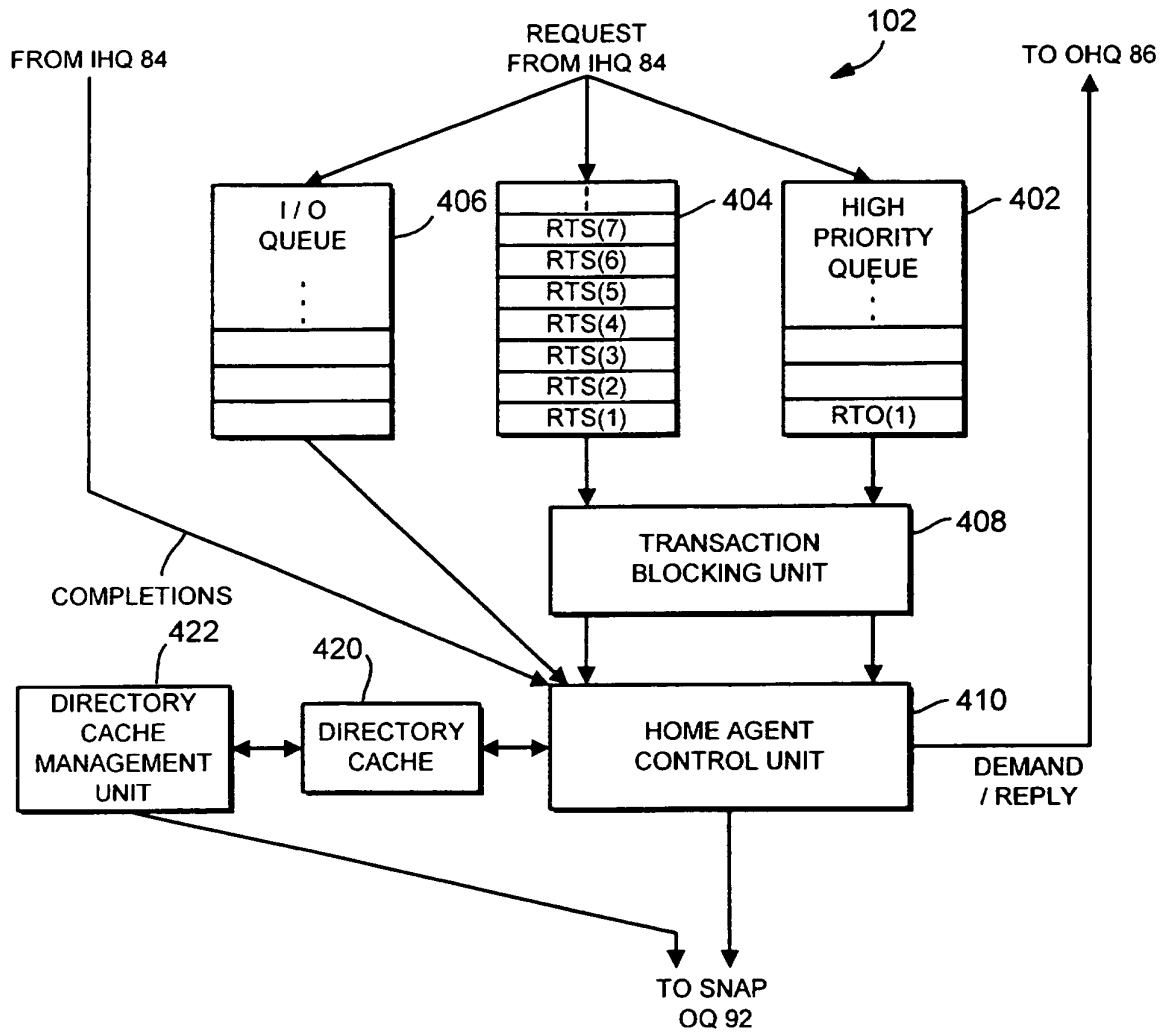 FROM IHQ 84
REQUEST
FROM IHQ 84
102
TO OHQ 86
I / O
QUEUE
406
RTS(7)
RTS(6)
RTS(5)
RTS(4)
RTS(3)
RTS(2)
RTS(1)
404
HIGH
PRIORITY
QUEUE
RTO(1)
402
TRANSACTION
BLOCKING UNIT
408
COMPLETIONS
422
DIRECTORY
CACHE
MANAGEMENT
UNIT
420
DIRECTORY
CACHE
HOME AGENT
CONTROL UNIT
410
DEMAND
/ REPLY
TO SNAP
OQ 92